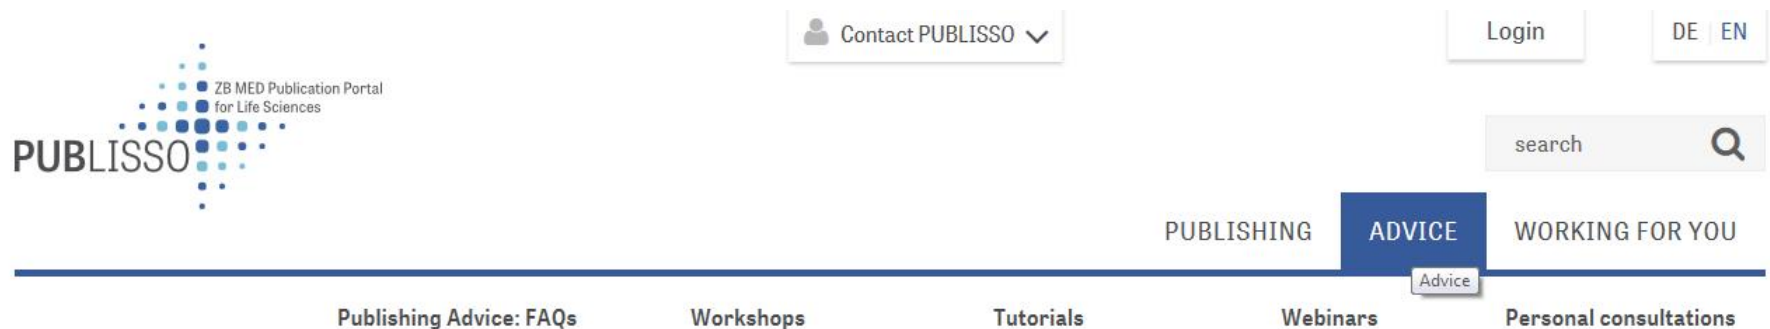 Contact PUBLISSO
Login
DE | EN
ZB MED Publication Portal
for Life Sciences
PUBLISSO
search
PUBLISHING ADVICE WORKING FOR YOU
Advice
Publishing Advice: FAQs Workshops Tutorials Webinars Personal consultations